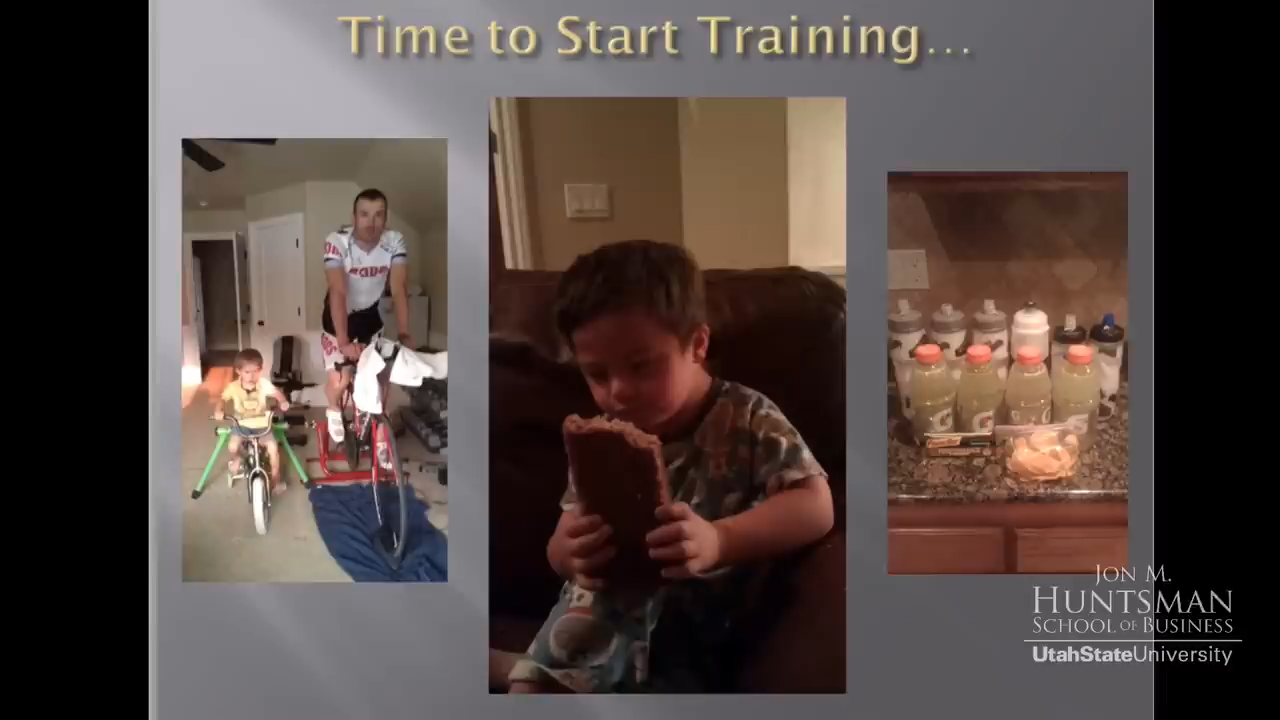 Time to Start Training...
JON M.
HUNTSMAN
SCHOOL OF BUSINESS
UtahStateUniversity